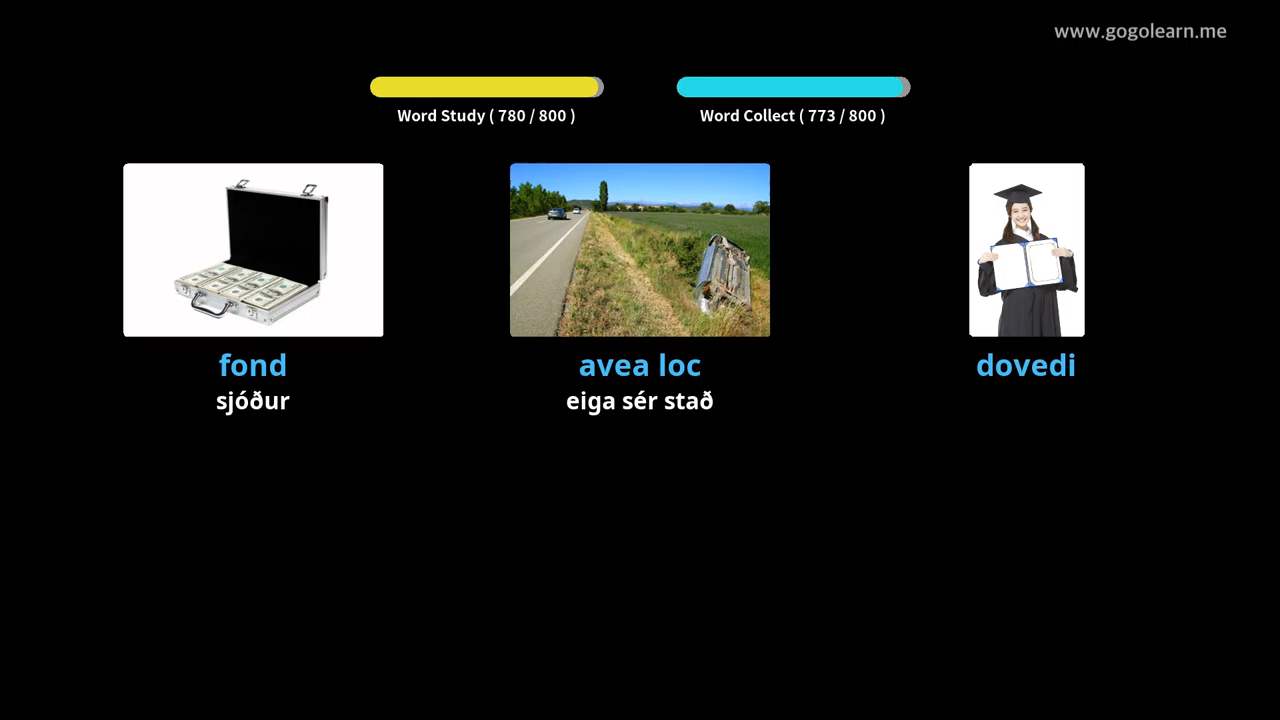 www.gogolearn.me
Word Study ( 780 / 800 )
Word Collect ( 773 / 800 )
fond
avea loc
dovedi
sjóður
eiga sér stað